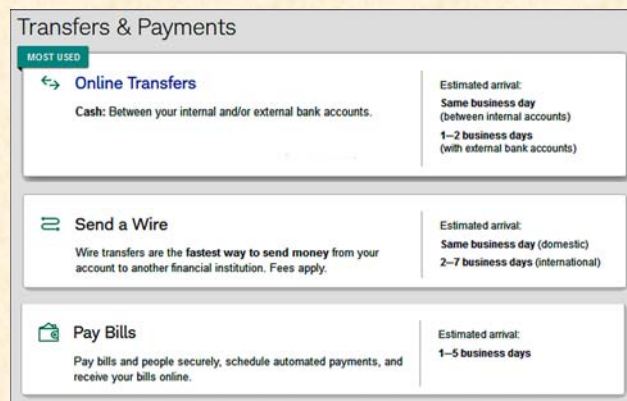 Transfers & Payments
MOST USED
Online Transfers
Cash: Between your internal and/or external bank accounts.
Estimated arrival:
Same business day
(between internal accounts)
1–2 business days
(with external bank accounts)
Send a Wire
Wire transfers are the fastest way to send money from your
account to another financial institution. Fees apply.
Estimated arrival:
Same business day (domestic)
2–7 business days (international)
Pay Bills
Pay bills and people securely, schedule automated payments, and
receive your bills online.
Estimated arrival:
1–5 business days